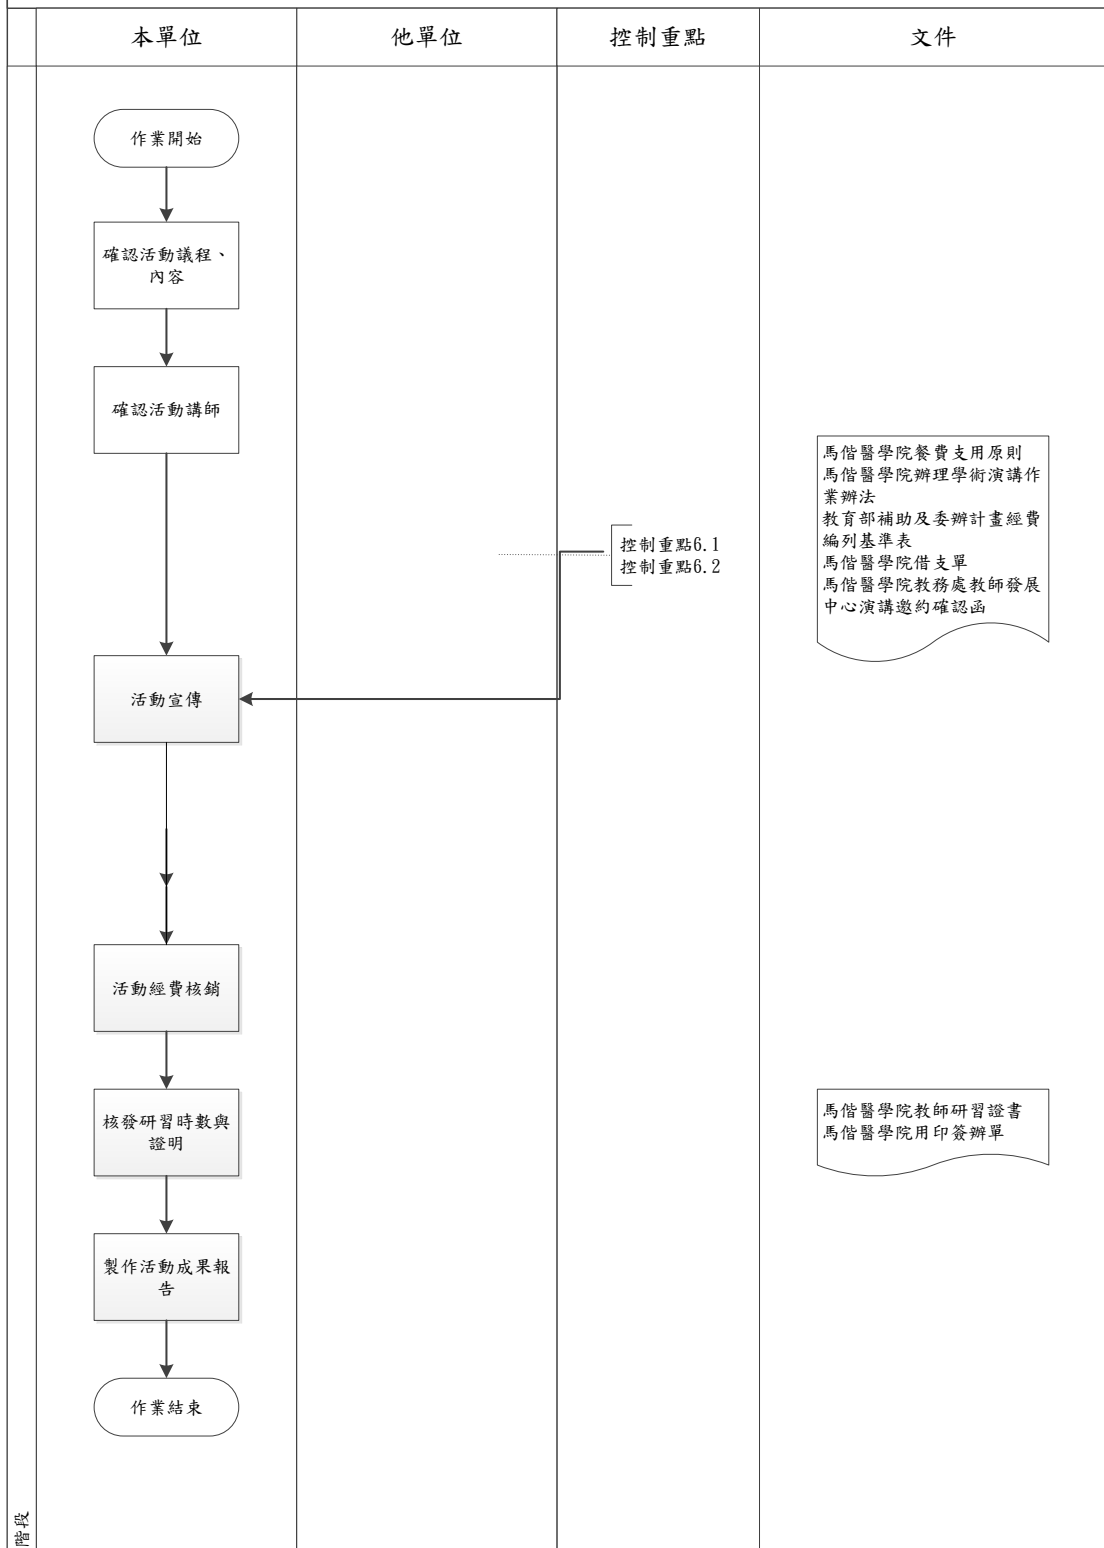 本單位
他單位
控制重點
文件
作業開始
確認活動議程、
內容
確認活動講師
馬偕醫學院餐費支用原則
馬偕醫學院辦理學術演講作
業辦法
教育部補助及委辦計畫經費
編列基準表
馬偕醫學院借支單
馬偕醫學院教務處教師發展
中心演講邀約確認函
控制重點6.1
控制重點6.2
活動宣傳
活動經費核銷
核發研習時數與
證明
馬偕醫學院教師研習證書
馬偕醫學院用印簽辦單
製作活動成果報
告
作業結束
階段